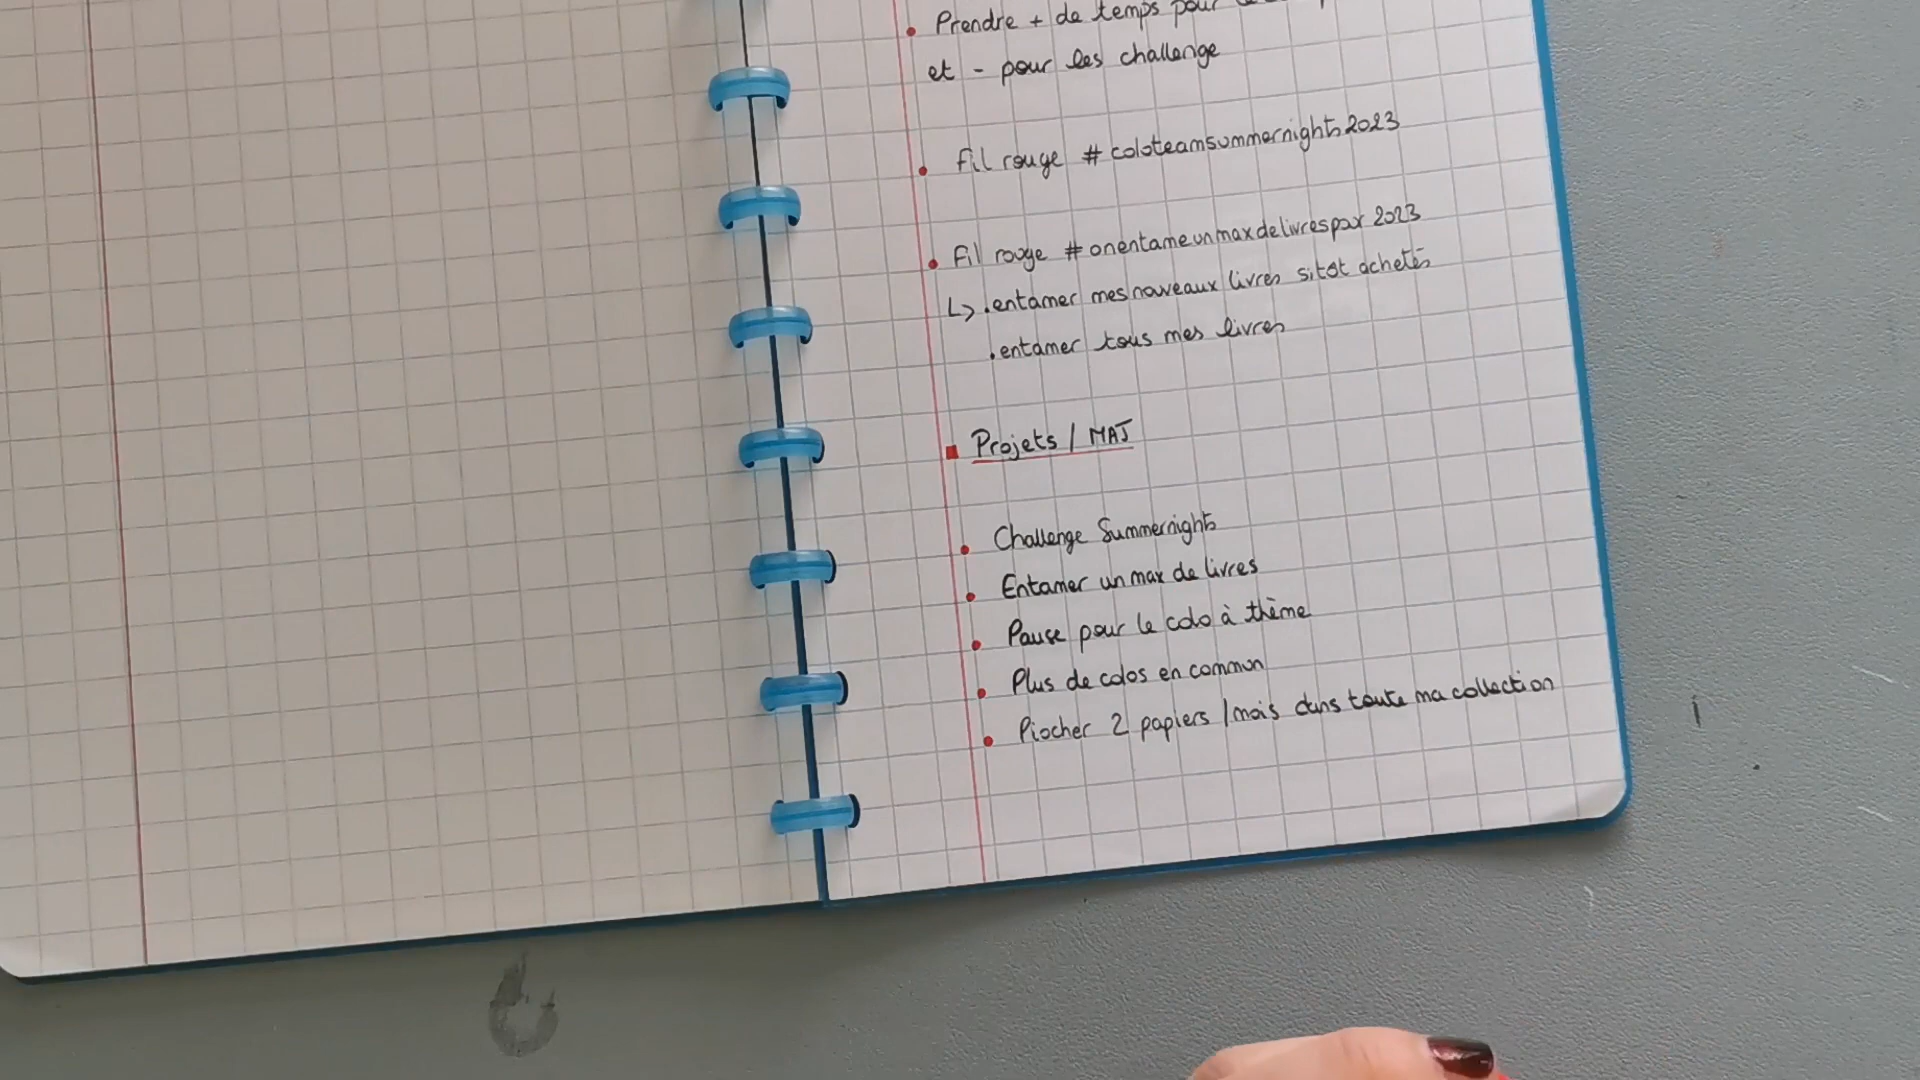 • Prendre + de temps pour
et - pour les challenge
• Fil rouge #coloteamsummernights2023
• Fil rouge #onentameunmaxdelivrespar2023
↳ .entamer mes nouveaux livres sitôt achetés
.entamer tous mes livres
▪ Projets / MAJ
• Challenge Summernights
• Entamer un max de livres
• Pause pour le colo à thème
• Plus de colos en commun
• Piocher 2 papiers /mois dans toute ma collection